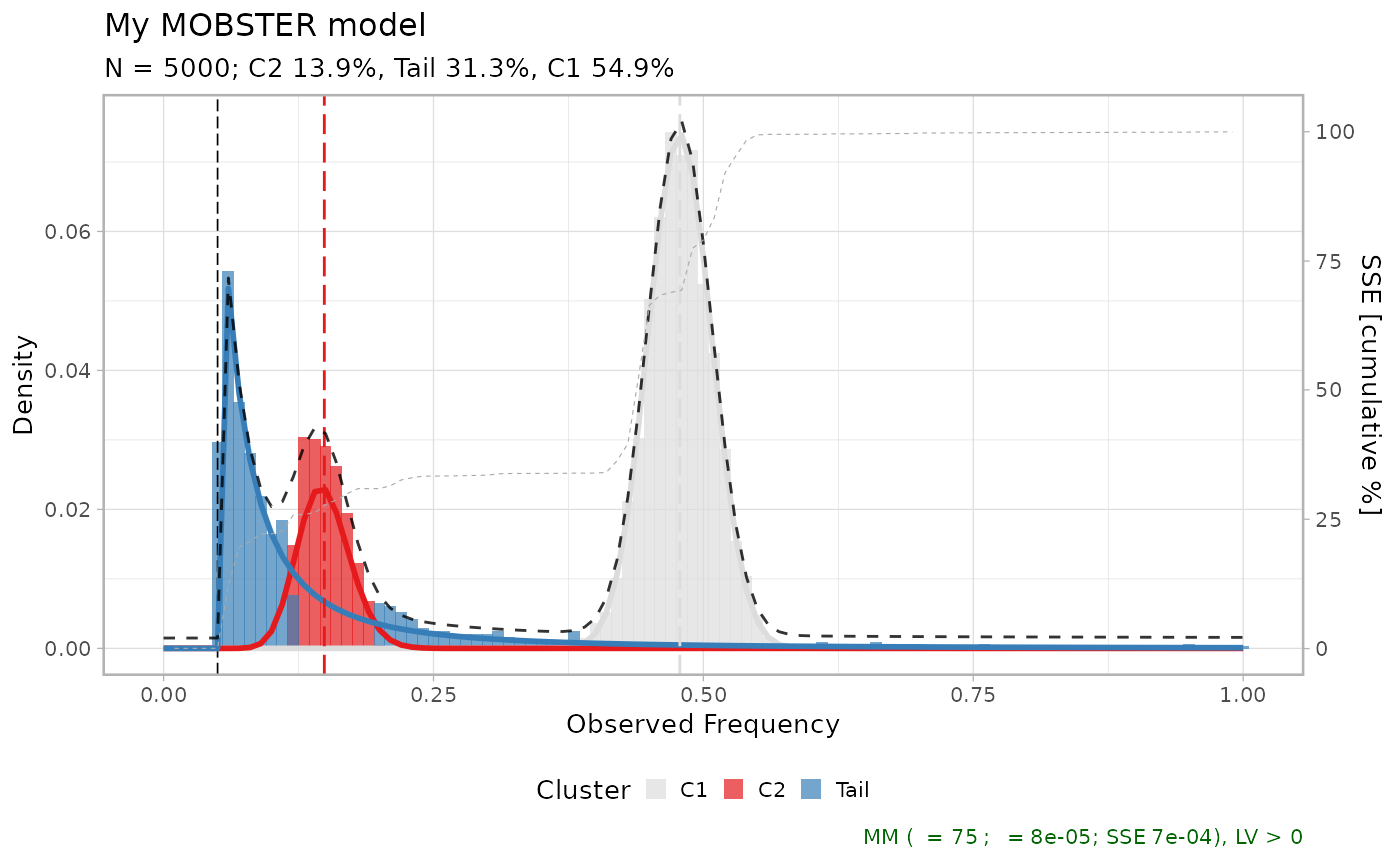 My MOBSTER model
N = 5000; C2 13.9%, Tail 31.3%, C1 54.9%
Density
0.06
0.04
0.02
0.00
100
75
50
25
0
SSE [cumulative %]
0.00 0.25 0.50 0.75 1.00
Observed Frequency
Cluster C1 C2 Tail
MM ( = 75 ; = 8e-05; SSE 7e-04), LV > 0